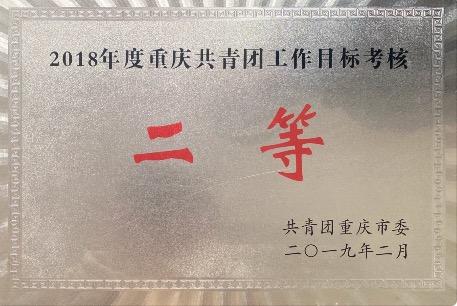 2018年度重庆共青团工作目标考核
二等
共青团重庆市委
二〇一九年二月